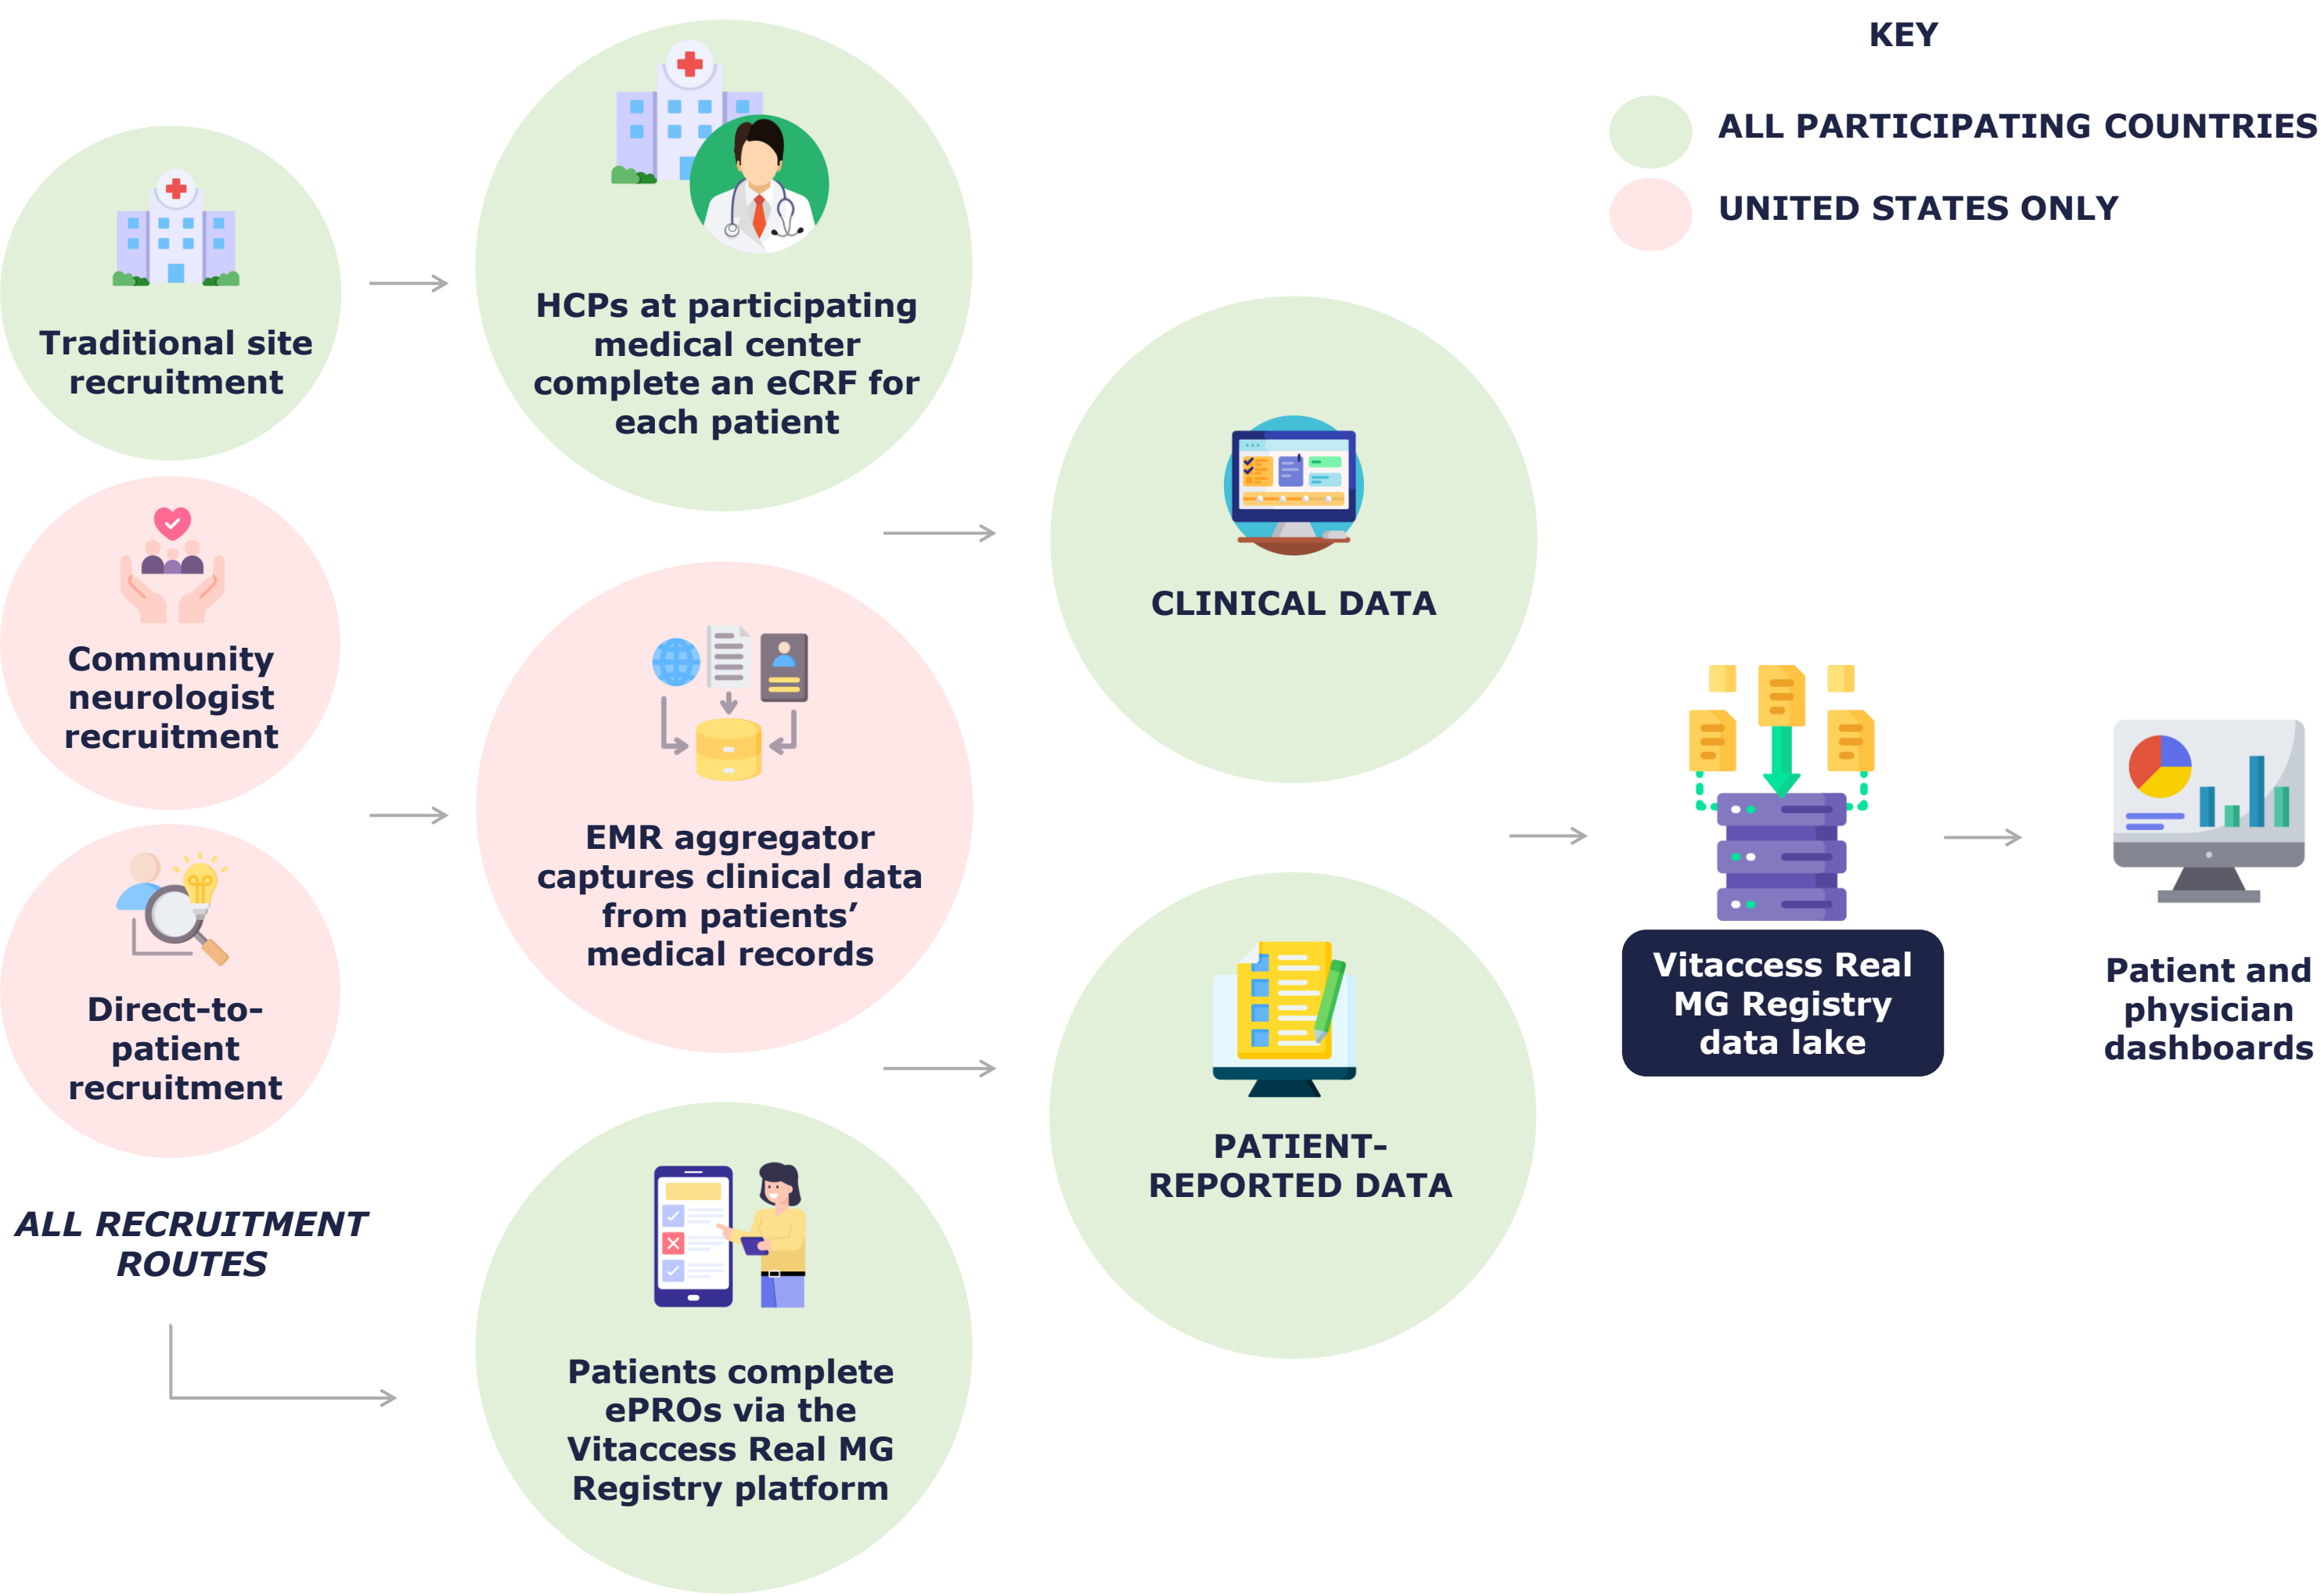 KEY
ALL PARTICIPATING COUNTRIES
UNITED STATES ONLY
Traditional site
recruitment
Community
neurologist
recruitment
Direct-to-
patient
recruitment
ALL RECRUITMENT
ROUTES
HCPs at participating
medical center
complete an eCRF for
each patient
EMR aggregator
captures clinical data
from patients’
medical records
Patients complete
ePROs via the
Vitaccess Real MG
Registry platform
CLINICAL DATA
PATIENT-
REPORTED DATA
Vitaccess Real
MG Registry
data lake
Patient and
physician
dashboards